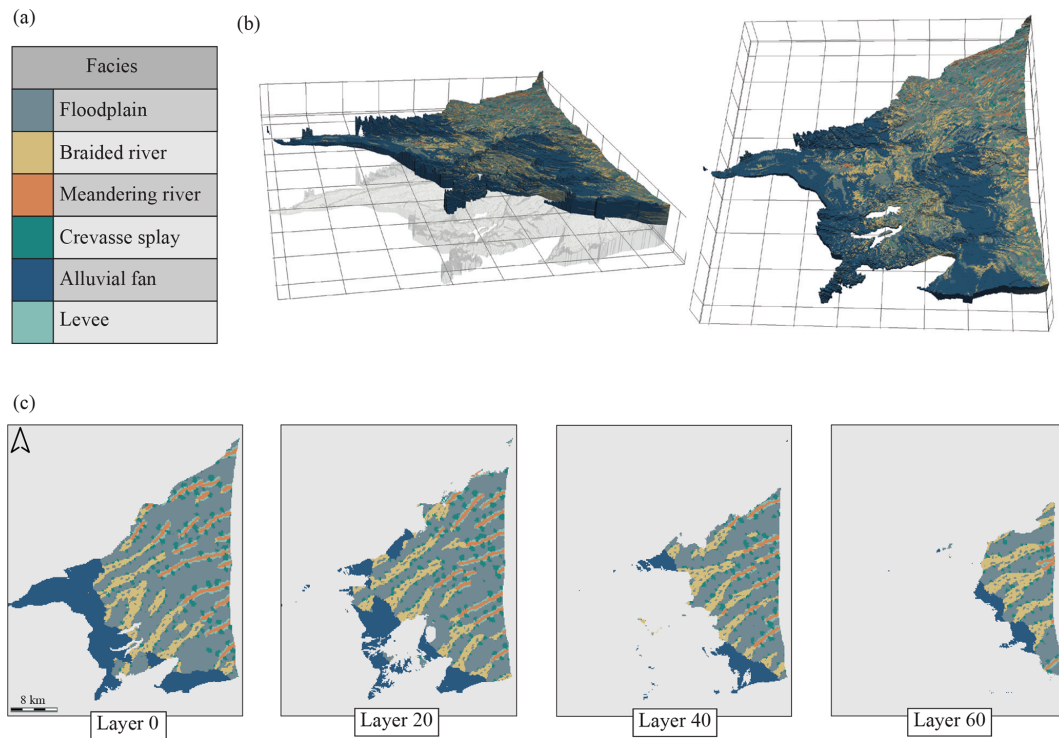 (a)
(b)
Facies
Floodplain
Braided river
Meandering river
Crevasse splay
Alluvial fan
Levee
(c)
8 km
Layer 0
Layer 20
Layer 40
Layer 60